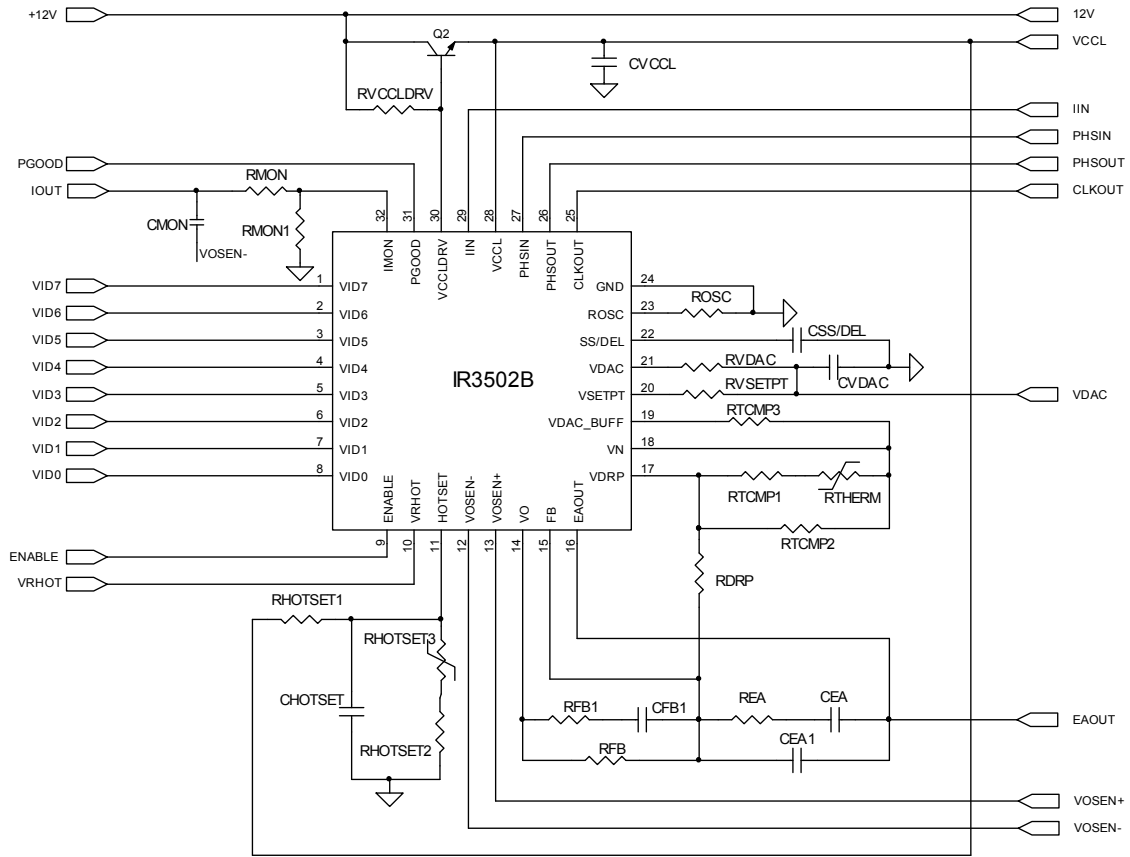 +12V
12V
Q2
VCCL
CVCCL
RVCCLDRV
IIN
PHSIN
PGOOD
PHSOUT
IOUT
RMON
CLKOUT
CMON
RMON1
VOSEN-
32
31
30
29
28
27
26
25
IMON
PGOOD
VCCLDRV
IIN
VCCL
PHSIN
PHSOUT
CLKOUT
VID7
1
VID7
VID6
2
VID6
VID5
3
VID5
VID4
4
VID4
VID3
5
VID3
VID2
6
VID2
VID1
7
VID1
VID0
8
VID0
IR3502B
GND
24
ROSC
23
ROSC
SS/DEL
22
CSS/DEL
VDAC
21
RVDAC
CVDAC
VSETPT
20
RVSETPT
VDAC
VDAC_BUFF
19
RTCMP3
VN
18
VDRP
17
RTCMP1
RTHERM
RTCMP2
ENABLE
VRHOT
HOTSET
VOSEN-
VOSEN+
VO
FB
EAOUT
9
10
11
12
13
14
15
16
ENABLE
VRHOT
RDRP
RHOTSET1
RHOTSET3
CHOTSET
RHOTSET2
RFB1
CFB1
REA
CEA
EAOUT
RFB
CEA1
VOSEN+
VOSEN-